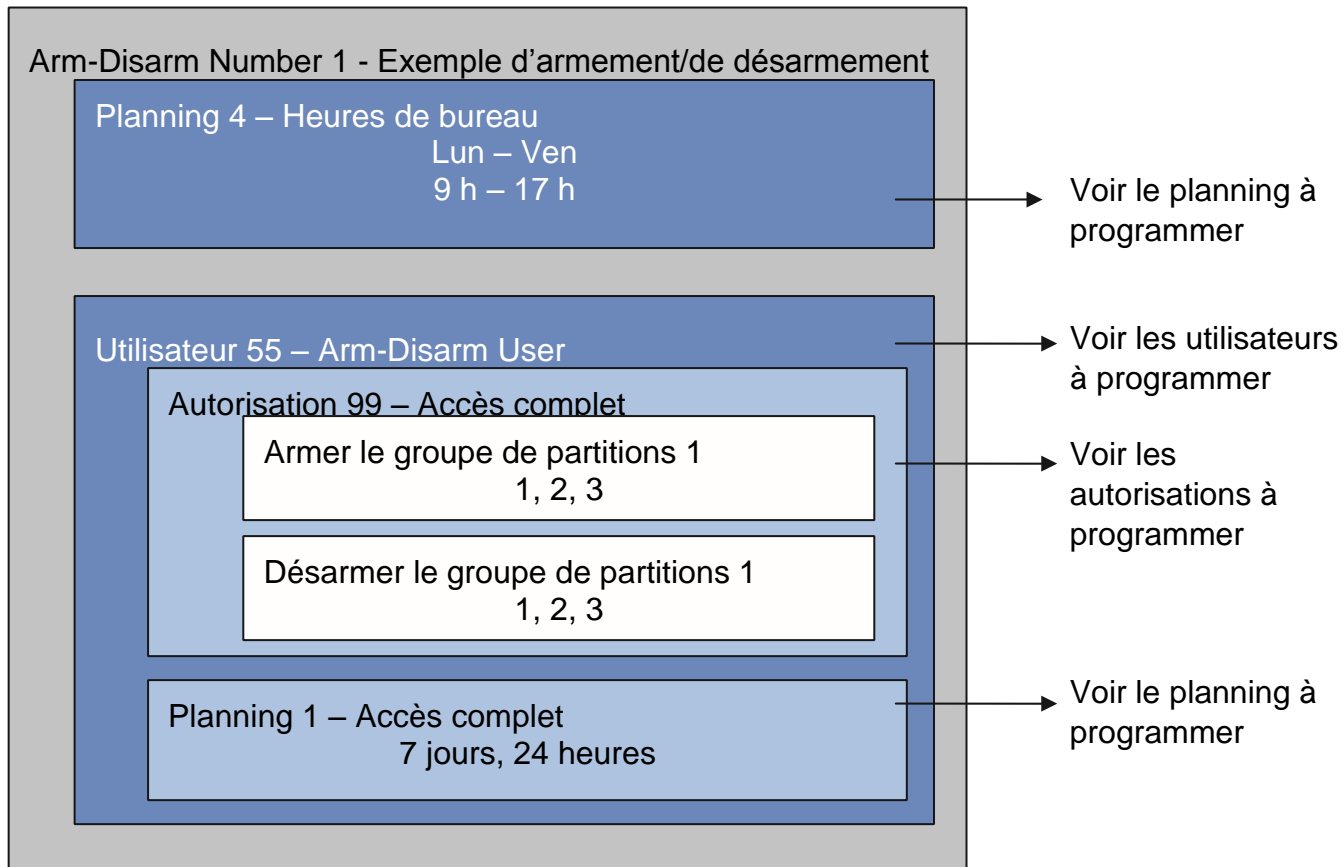 Arm-Disarm Number 1 - Exemple d’armement/de désarmement
Planning 4 – Heures de bureau
Lun – Ven
9 h – 17 h
Voir le planning à
programmer
Utilisateur 55 – Arm-Disarm User
Voir les utilisateurs
à programmer
Autorisation 99 – Accès complet
Armer le groupe de partitions 1
1, 2, 3
Voir les
autorisations à
programmer
Désarmer le groupe de partitions 1
1, 2, 3
Planning 1 – Accès complet
7 jours, 24 heures
Voir le planning à
programmer